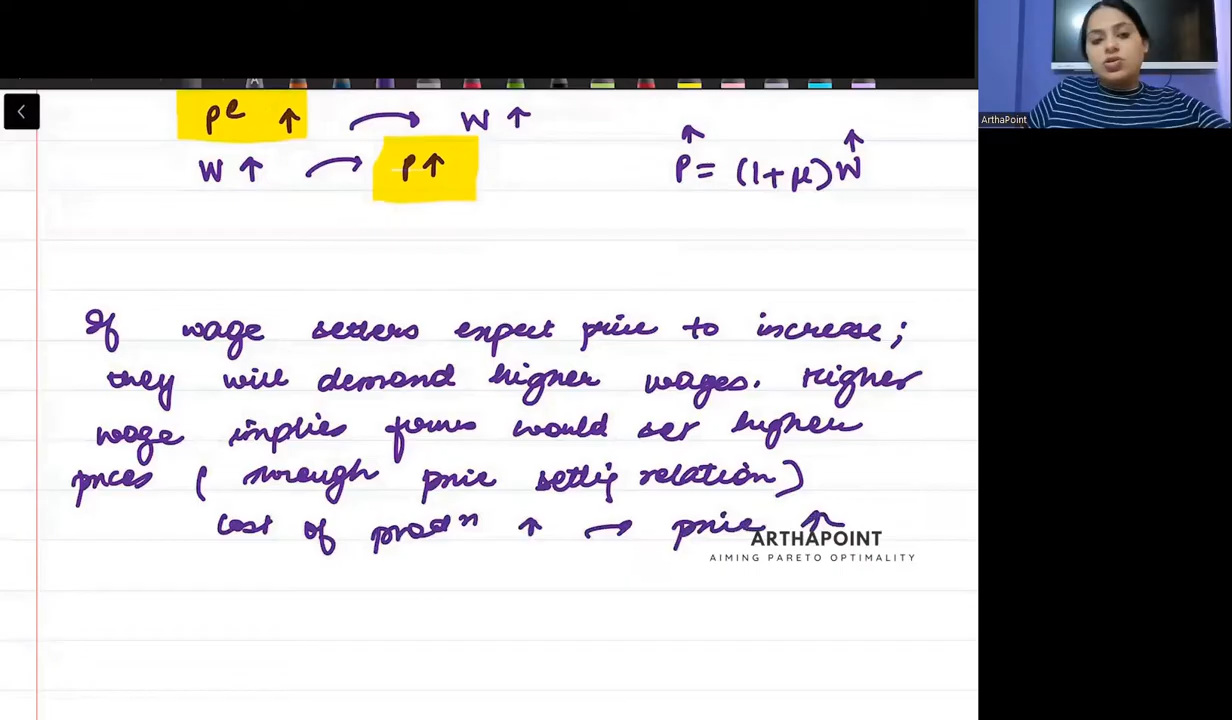 pe ↑ → W ↑
W ↑ → P↑
P = (1+μ)W
If wage setters expect price to increase;
they will demand higher wages. Higher
wage implies firms would set higher
prices ( through price settig relation)
cost of prodⁿ ↑ → price ↑
ARTHAPOINT
AIMING PARETO OPTIMALITY
ArthaPoint